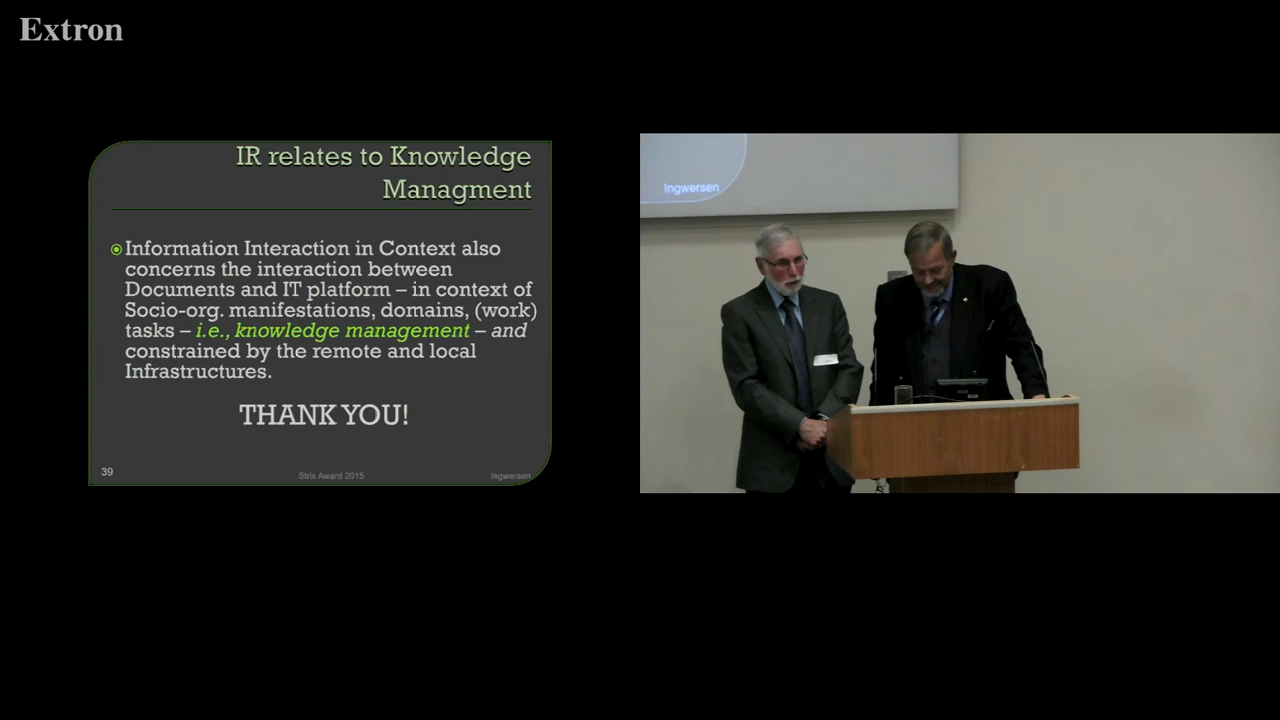 Extron
IR relates to Knowledge
Managment
Information Interaction in Context also
concerns the interaction between
Documents and IT platform – in context of
Socio-org. manifestations, domains, (work)
tasks – i.e., knowledge management – and
constrained by the remote and local
Infrastructures.
THANK YOU!
39
Strix Award 2015
Ingwersen
Ingwersen